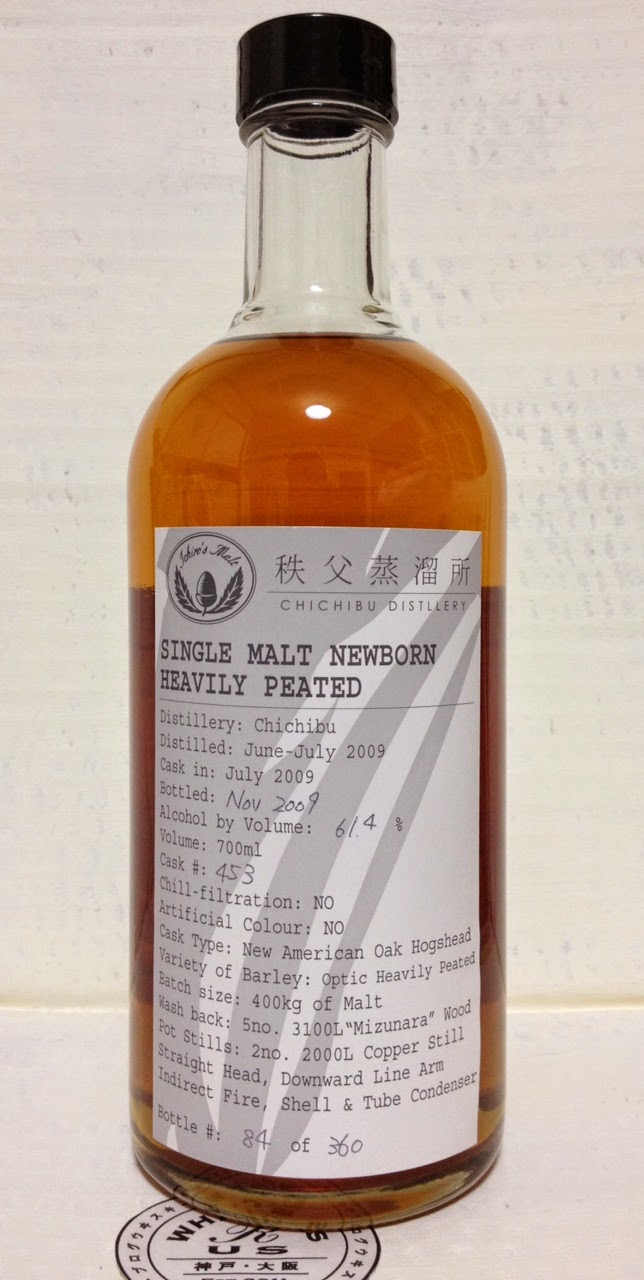 Ichiro's Malt
秩父蒸溜所
CHICHIBU DISTLLERY
SINGLE MALT NEWBORN
HEAVILY PEATED
Distillery: Chichibu
Distilled: June-July 2009
Cask in: July 2009
Bottled: Nov 2009
Alcohol by Volume: 61.4 %
Volume: 700ml
Cask #: 453
Chill-filtration: NO
Artificial Colour: NO
Cask Type: New American Oak Hogshead
Variety of Barley: Optic Heavily Peated
Batch size: 400kg of Malt
Wash back: 5no. 3100L"Mizunara" Wood
Pot Stills: 2no. 2000L Copper Still
Straight Head, Downward Line Arm
Indirect Fire, Shell & Tube Condenser
Bottle #: 84 of 360
US
神戸・大阪